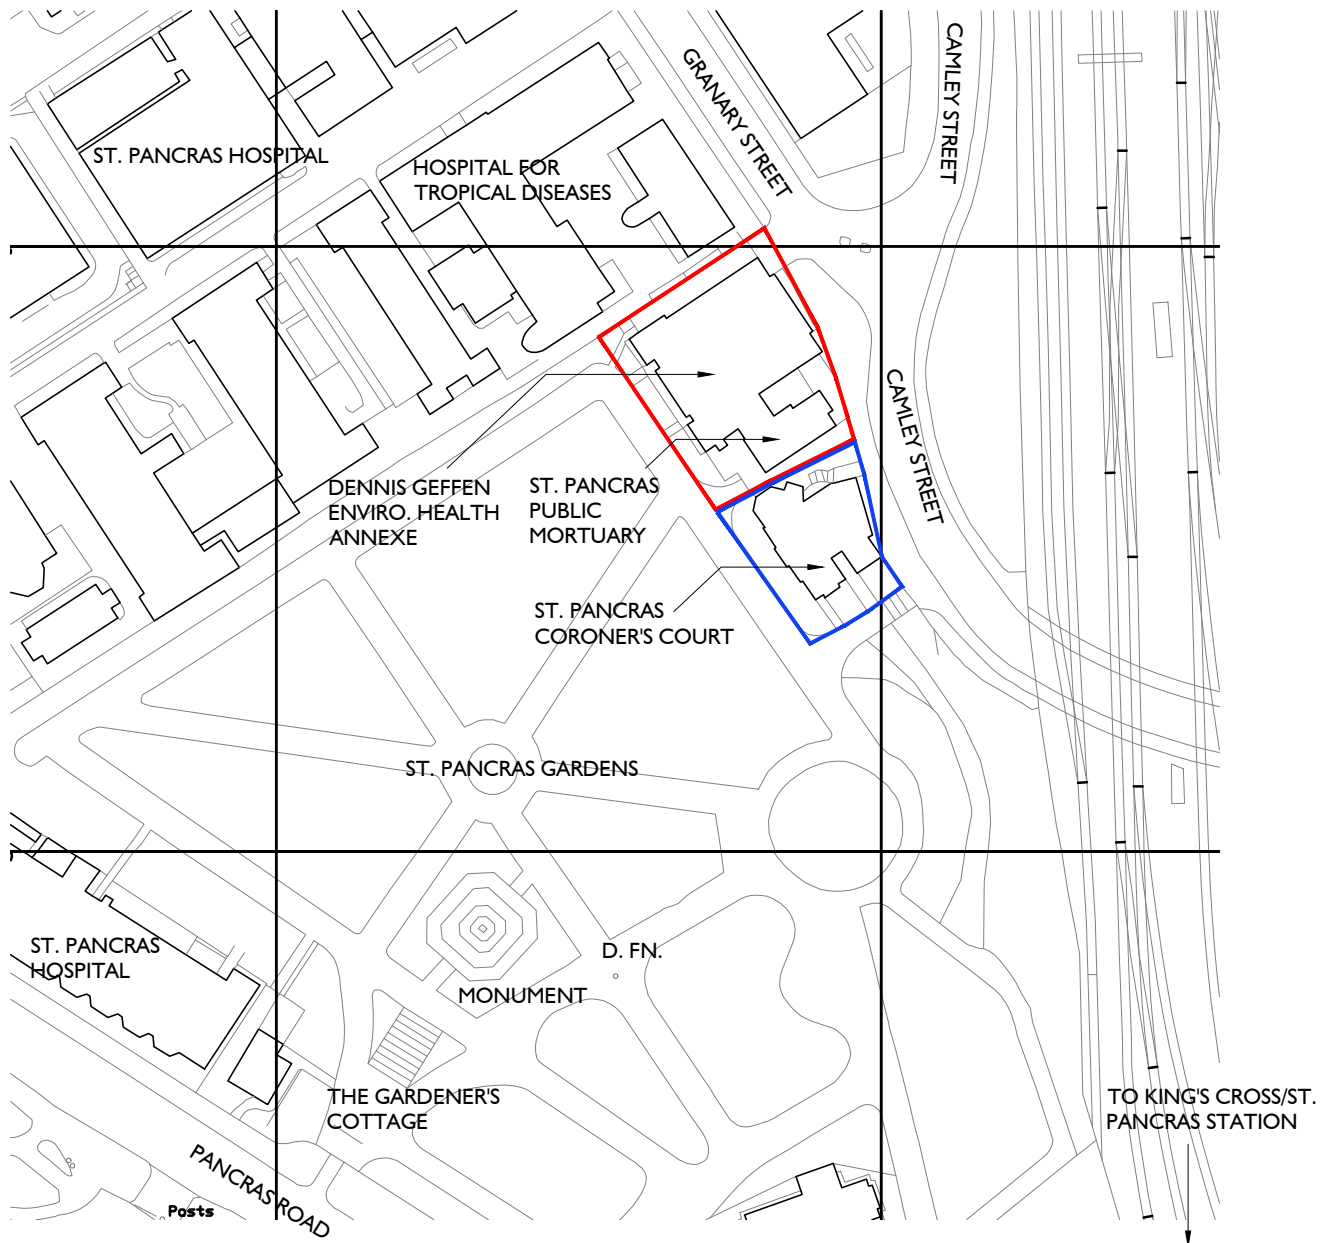 CAMLEY STREET
GRANARY STREET
ST. PANCRAS HOSPITAL
HOSPITAL FOR
TROPICAL DISEASES
CAMLEY STREET
DENNIS GEFFEN
ENVIRO. HEALTH
ANNEXE
ST. PANCRAS
PUBLIC
MORTUARY
ST. PANCRAS
CORONER'S COURT
ST. PANCRAS GARDENS
ST. PANCRAS
HOSPITAL
D. FN.
MONUMENT
THE GARDENER'S
COTTAGE
TO KING'S CROSS/ST.
PANCRAS STATION
PANCRAS ROAD
Posts